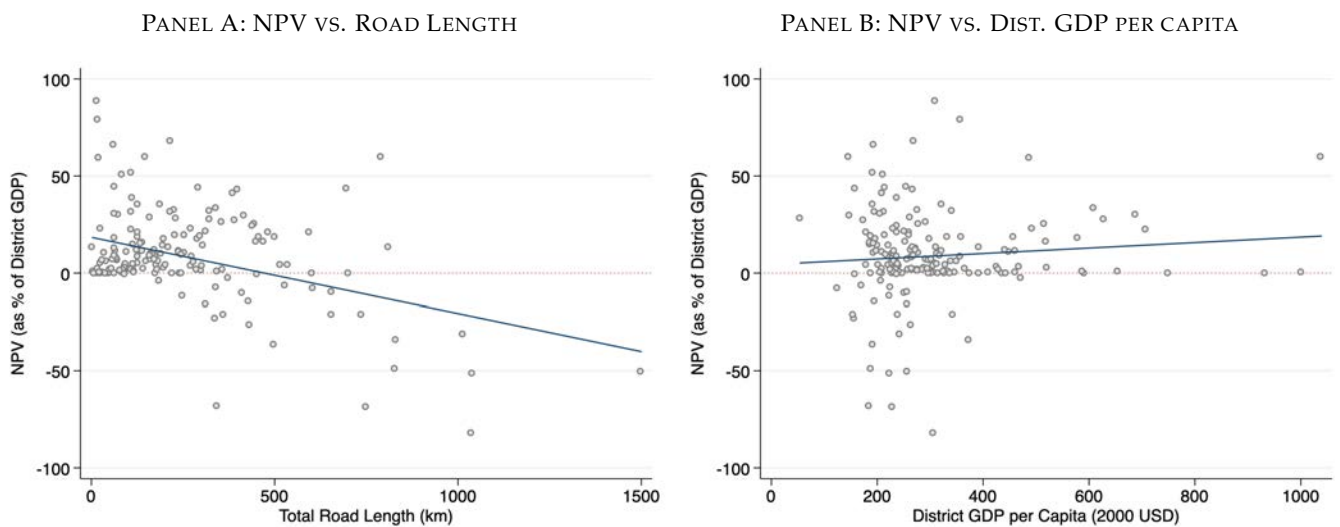 PANEL A: NPV VS. ROAD LENGTH
NPV (as % of District GDP)
100
50
0
-50
-100
0 500 1000 1500
Total Road Length (km)
PANEL B: NPV VS. DIST. GDP PER CAPITA
NPV (as % of District GDP)
100
50
0
-50
-100
0 200 400 600 800 1000
District GDP per Capita (2000 USD)